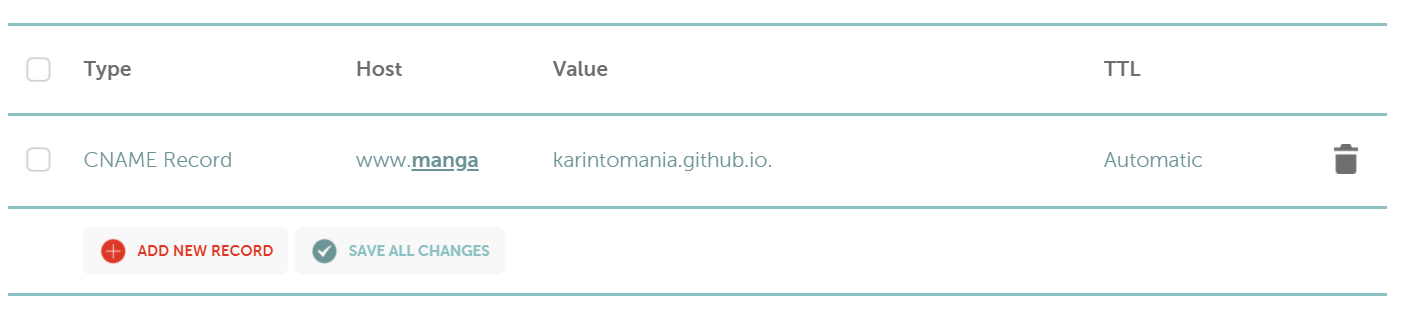 Type Host Value TTL
CNAME Record www.manga karintomania.github.io. Automatic
ADD NEW RECORD SAVE ALL CHANGES